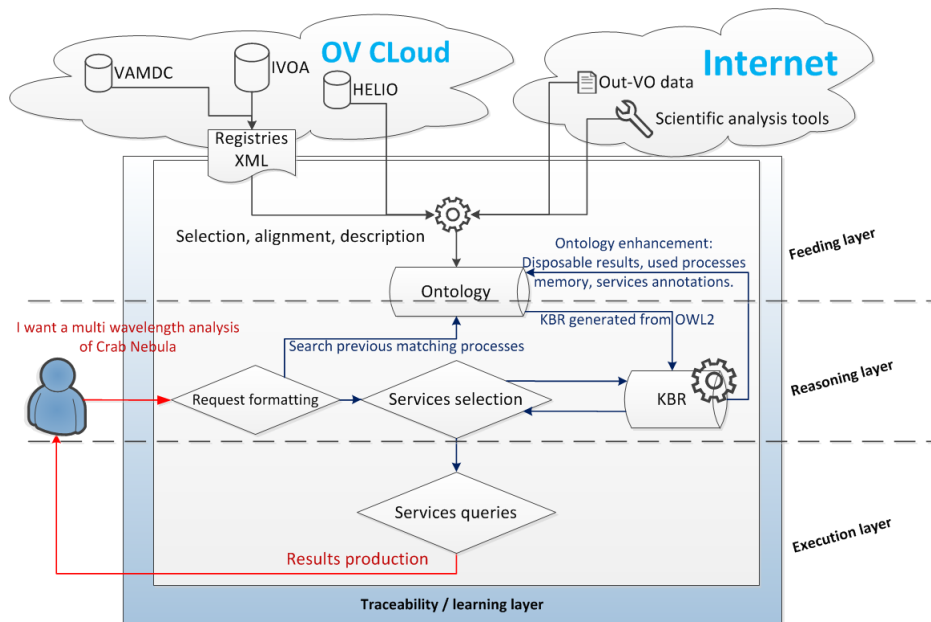 OV CLoud
Internet
VAMDC
IVOA
HELIO
Out-VO data
Scientific analysis tools
Registries
XML
Selection, alignment, description
Ontology enhancement:
Disposable results, used processes
memory, services annotations.
Feeding layer
Ontology
I want a multi wavelength analysis
of Crab Nebula
KBR generated from OWL2
Search previous matching processes
Request formatting
Services selection
KBR
Reasoning layer
Services queries
Results production
Execution layer
Traceability / learning layer